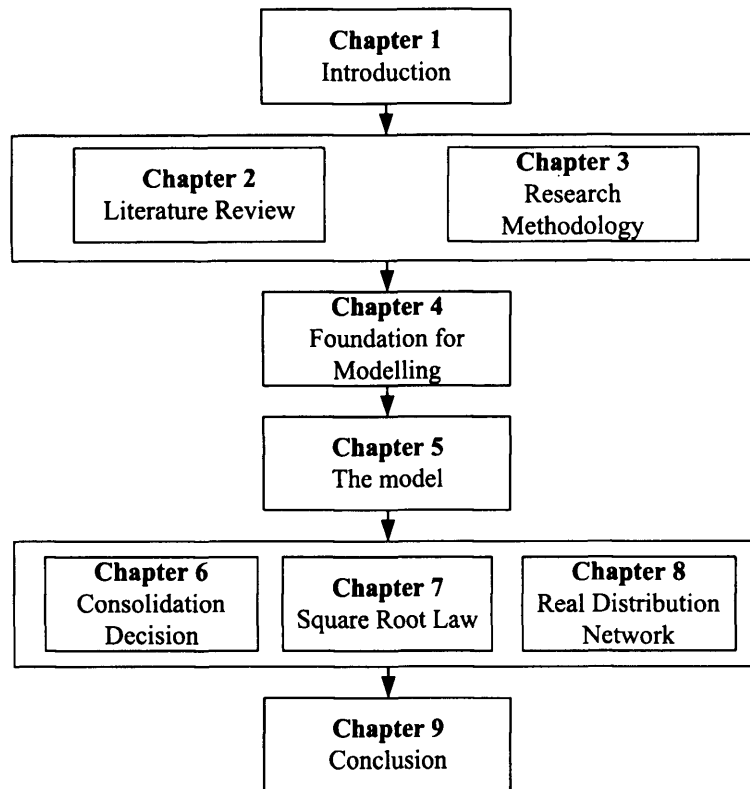 Chapter 1
Introduction
Chapter 2
Literature Review
Chapter 3
Research
Methodology
Chapter 4
Foundation for
Modelling
Chapter 5
The model
Chapter 6
Consolidation
Decision
Chapter 7
Square Root Law
Chapter 8
Real Distribution
Network
Chapter 9
Conclusion